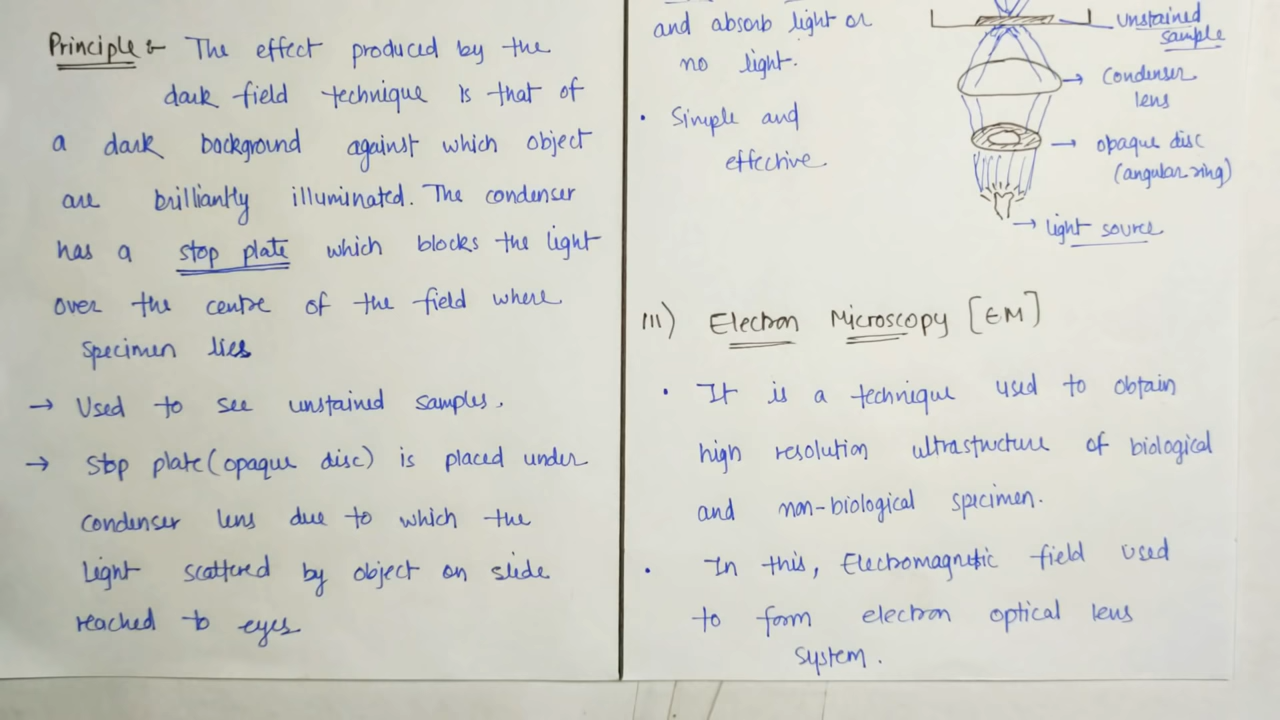 Principle :- The effect produced by the
dark field technique is that of
a dark background against which object
are brilliantly illuminated. The condenser
has a stop plate which blocks the light
over the centre of the field where
specimen lies
→ Used to see unstained samples.
→ Stop plate (opaque disc) is placed under
condenser lens due to which the
light scattered by object on slide
reached to eyes
and absorb light or
no light.
• Simple and
effective.
unstained
sample
→ Condenser
lens
→ opaque disc
(angular ring)
→ light source
III) Electron Microscopy [EM]
• It is a technique used to obtain
high resolution ultrastucture of biological
and non-biological specimen.
• In this, Electromagnetic field used
to form electron optical lens
system.